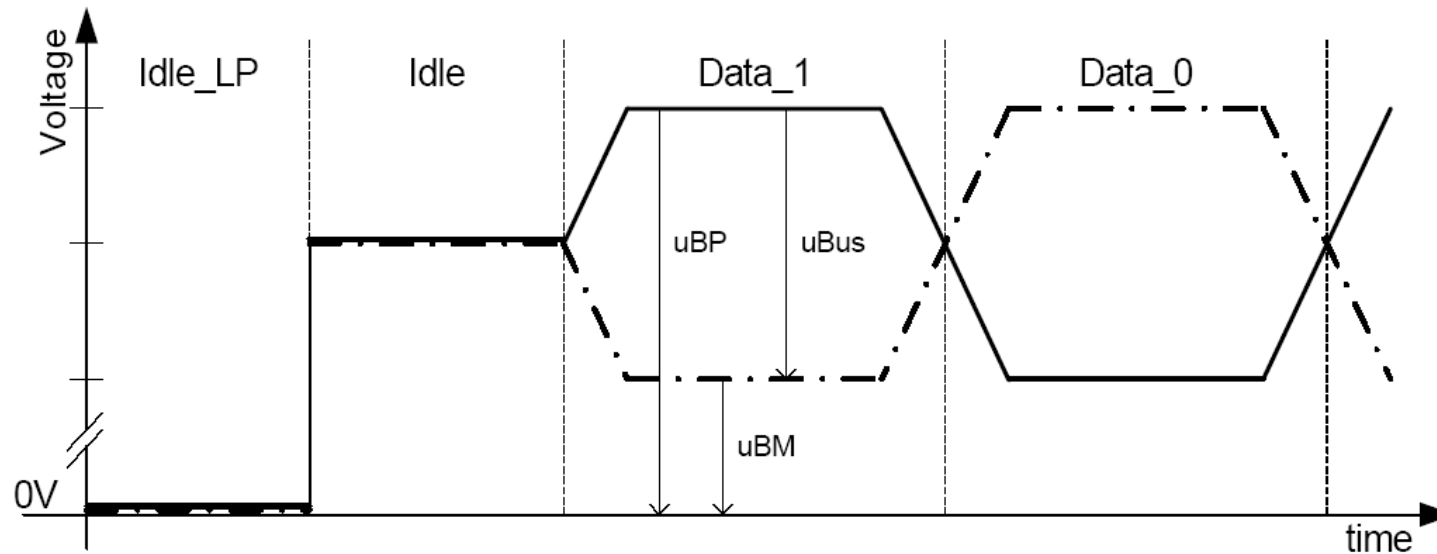 Voltage
Idle_LP
Idle
Data_1
Data_0
uBP
uBus
uBM
0V
time